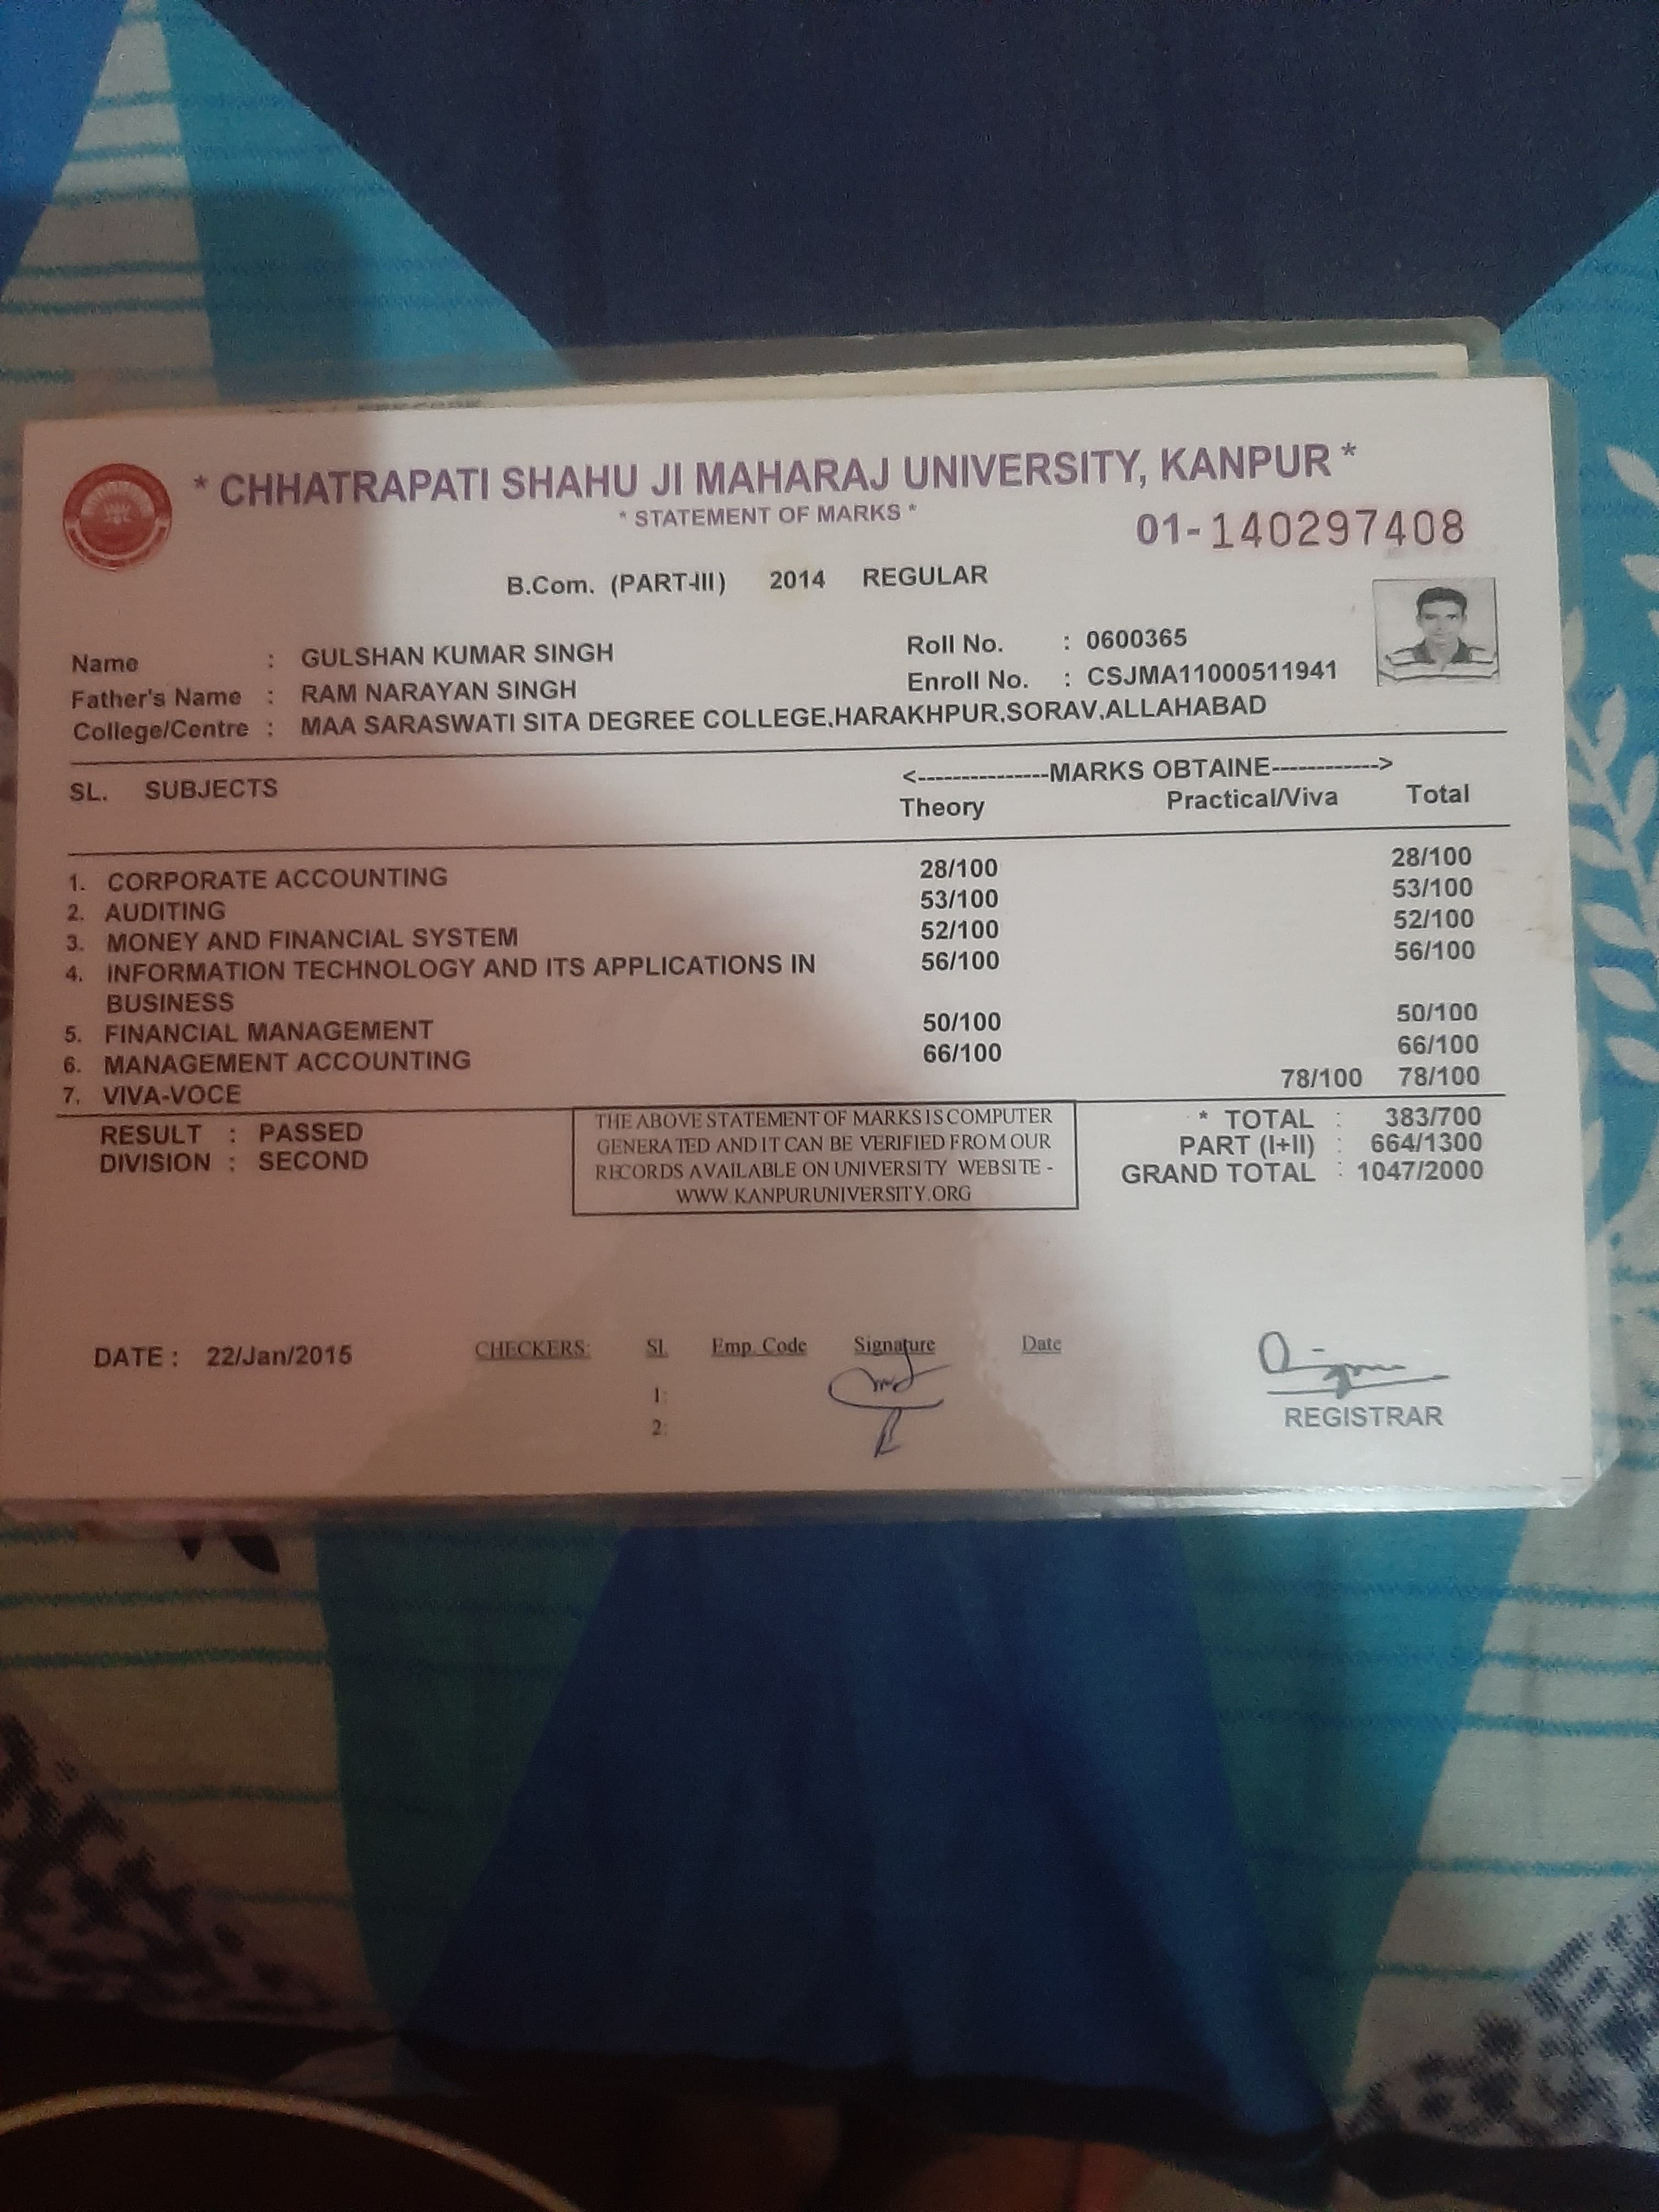 * CHHATRAPATI SHAHU JI MAHARAJ UNIVERSITY, KANPUR *
* STATEMENT OF MARKS *
01-140297408
B.Com. (PART-III) 2014 REGULAR
Name : GULSHAN KUMAR SINGH Roll No. : 0600365
Father's Name : RAM NARAYAN SINGH Enroll No. : CSJMA11000511941
College/Centre : MAA SARASWATI SITA DEGREE COLLEGE,HARAKHPUR,SORAV,ALLAHABAD
SL. SUBJECTS <---------------MARKS OBTAINE------------>
Theory Practical/Viva Total
1. CORPORATE ACCOUNTING 28/100 28/100
2. AUDITING 53/100 53/100
3. MONEY AND FINANCIAL SYSTEM 52/100 52/100
4. INFORMATION TECHNOLOGY AND ITS APPLICATIONS IN 56/100 56/100
BUSINESS
5. FINANCIAL MANAGEMENT 50/100 50/100
6. MANAGEMENT ACCOUNTING 66/100 66/100
7. VIVA-VOCE 78/100 78/100
RESULT : PASSED
DIVISION : SECOND
THE ABOVE STATEMENT OF MARKS IS COMPUTER
GENERATED AND IT CAN BE VERIFIED FROM OUR
RECORDS AVAILABLE ON UNIVERSITY WEBSITE -
WWW.KANPURUNIVERSITY.ORG
* TOTAL : 383/700
PART (I+II) : 664/1300
GRAND TOTAL : 1047/2000
DATE : 22/Jan/2015
CHECKERS: Sl. Emp. Code Signature Date
1:
2:
REGISTRAR